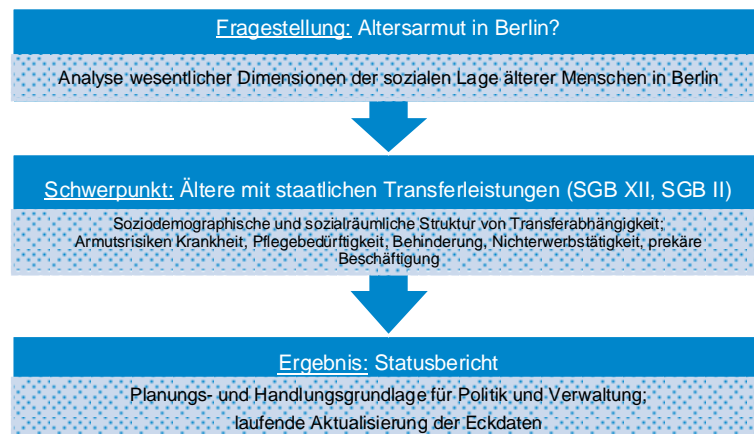 Fragestellung: Altersarmut in Berlin?
Analyse wesentlicher Dimensionen der sozialen Lage älterer Menschen in Berlin
Schwerpunkt: Ältere mit staatlichen Transferleistungen (SGB XII, SGB II)
Soziodemographische und sozialräumliche Struktur von Transferabhängigkeit;
Armutsrisiken Krankheit, Pflegebedürftigkeit, Behinderung, Nichterwerbstätigkeit, prekäre
Beschäftigung
Ergebnis: Statusbericht
Planungs- und Handlungsgrundlage für Politik und Verwaltung;
laufende Aktualisierung der Eckdaten